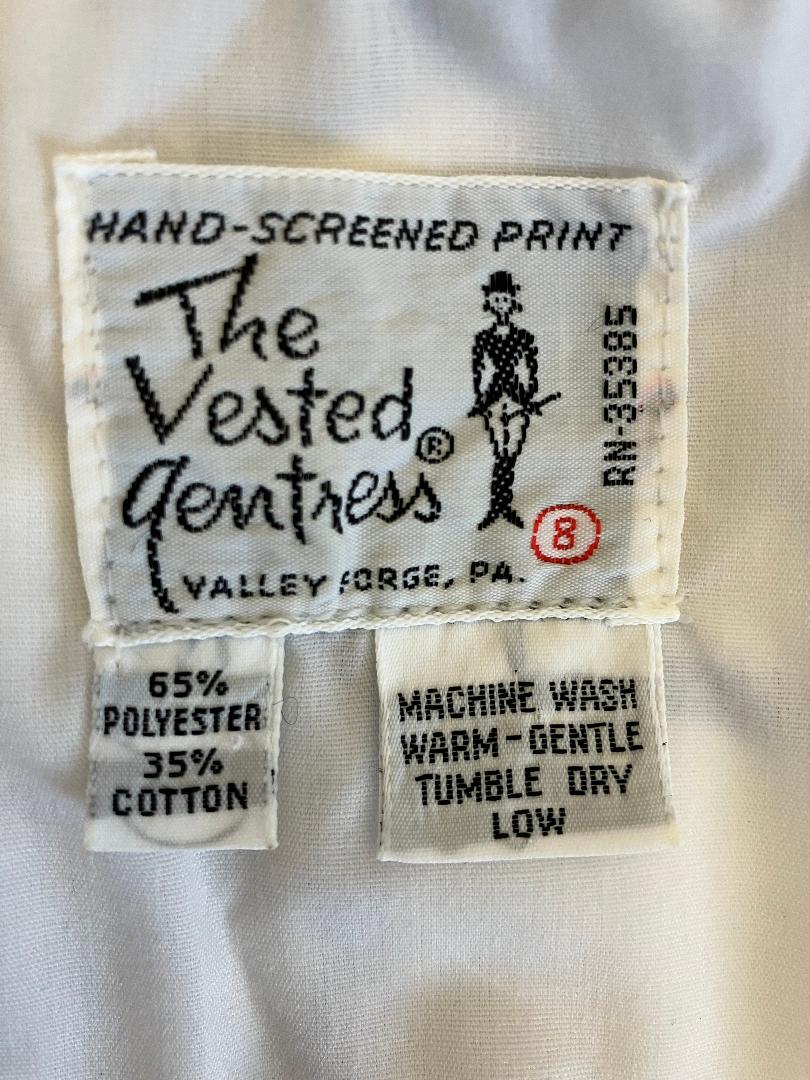 HAND-SCREENED PRINT
The
Vested
Gentress®
RN-35385
8
VALLEY FORGE, PA.
65%
POLYESTER
35%
COTTON
MACHINE WASH
WARM-GENTLE
TUMBLE DRY
LOW